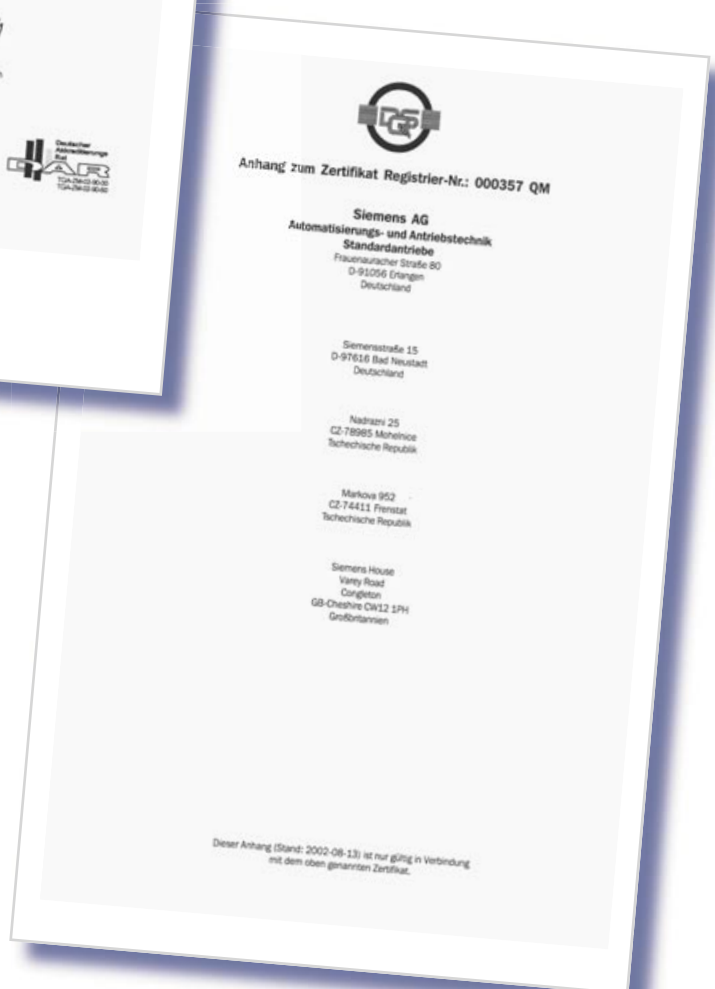 Deutscher
Akkreditierungs
Rat
DAR
DQS
Anhang zum Zertifikat Registrier-Nr.: 000357 QM
Siemens AG
Automatisierungs- und Antriebstechnik
Standardantriebe
Frauenauracher Straße 80
D-91056 Erlangen
Deutschland
Siemensstraße 15
D-97616 Bad Neustadt
Deutschland
Nadrazni 25
CZ-78985 Mohelnice
Tschechische Republik
Markova 952
CZ-74411 Frenstat
Tschechische Republik
Siemens House
Varey Road
Congleton
GB-Cheshire CW12 1PH
Großbritannien
Dieser Anhang (Stand: 2002-08-13) ist nur gültig in Verbindung
mit dem oben genannten Zertifikat.